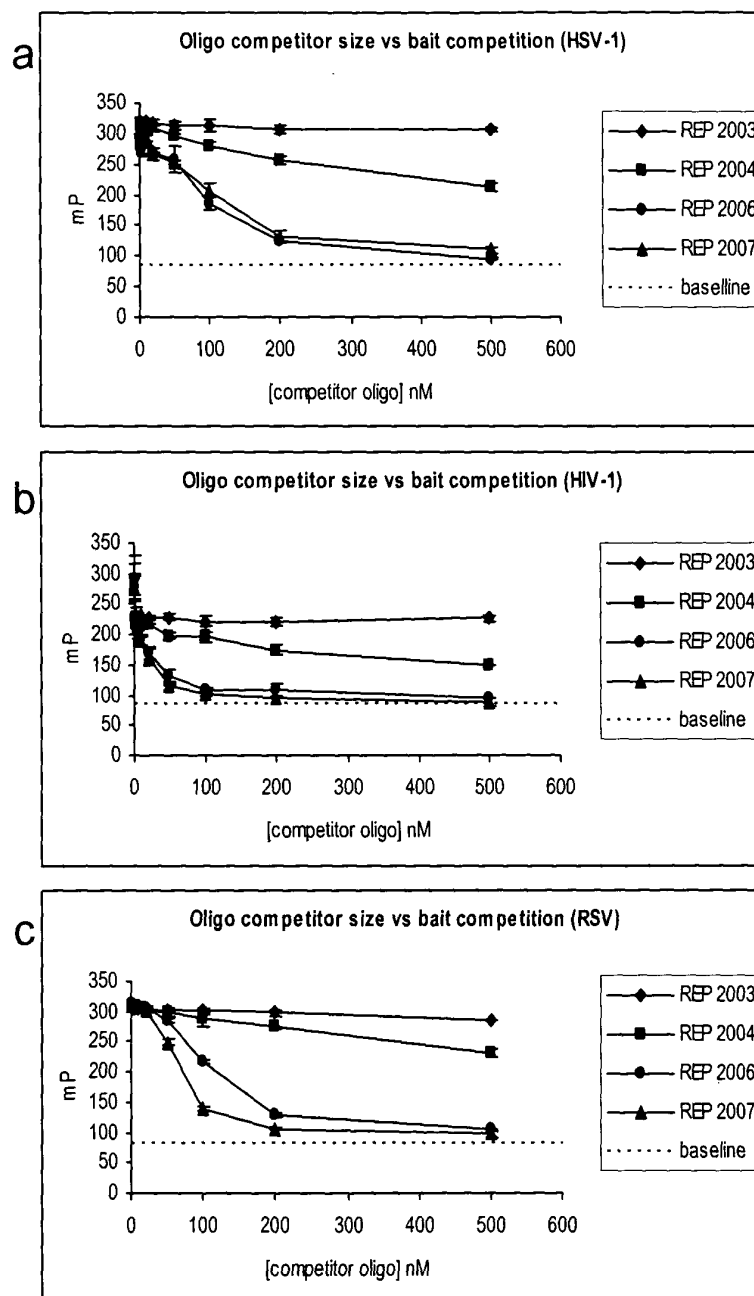 a
Oligo competitor size vs bait competition (HSV-1)
350
300
250
200
150
100
50
0
mP
0 100 200 300 400 500 600
[competitor oligo] nM
REP 2003
REP 2004
REP 2006
REP 2007
baselline
b
Oligo competitor size vs bait competition (HIV-1)
350
300
250
200
150
100
50
0
mP
0 100 200 300 400 500 600
[competitor oligo] nM
REP 2003
REP 2004
REP 2006
REP 2007
baseline
c
Oligo competitor size vs bait competition (RSV)
350
300
250
200
150
100
50
0
mP
0 100 200 300 400 500 600
[competitor oligo] nM
REP 2003
REP 2004
REP 2006
REP 2007
baseline